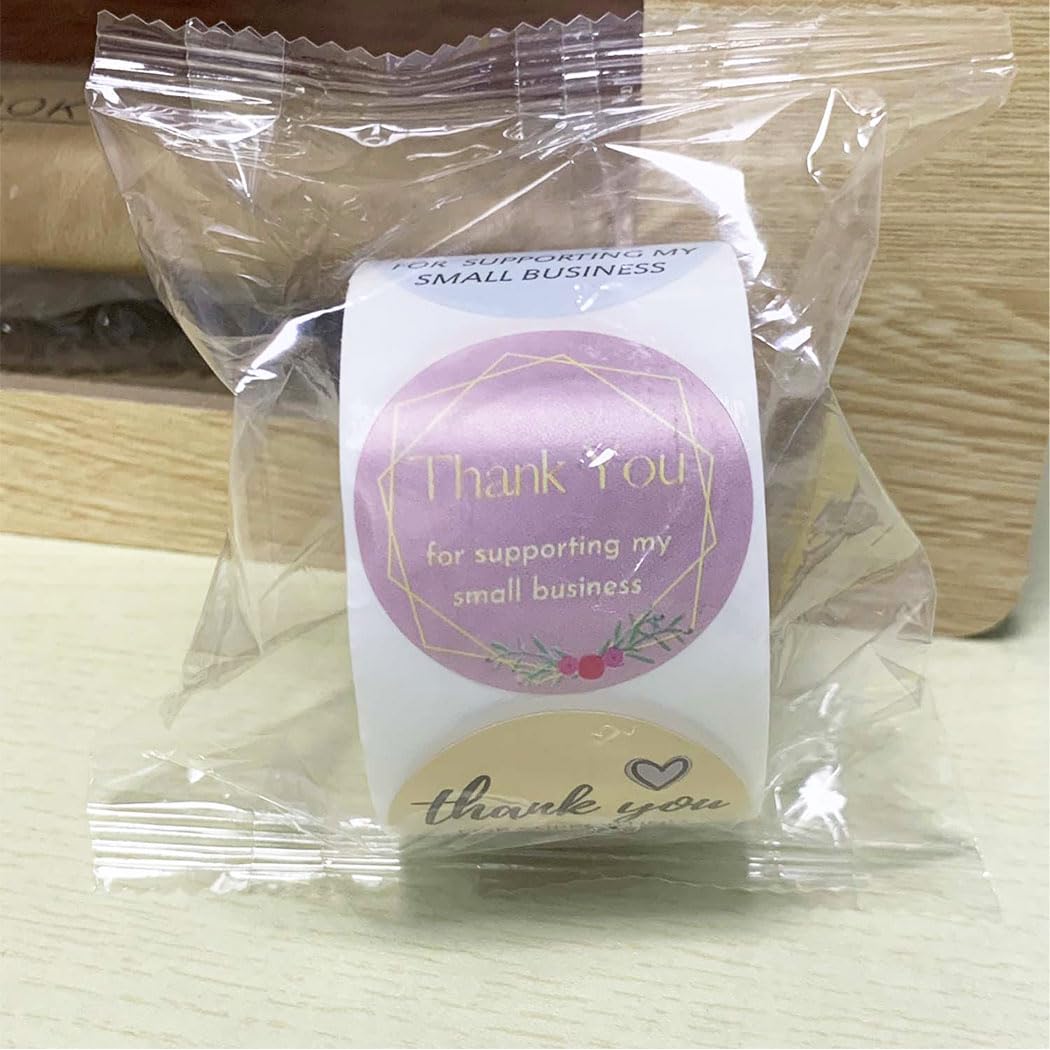 FOR SUPPORTING MY
SMALL BUSINESS
Thank You
for supporting my
small business
thank you